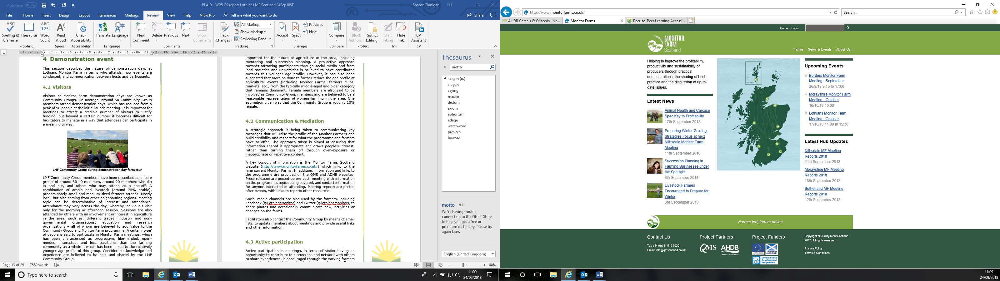 AutoSave Off
PLAID - WP5 CS report Lothians MF Scotland 24Sep18SF
Sharon Flanigan
File Home Insert Design Layout References Mailings Review View Help Nitro Pro Tell me what you want to do Share
Spelling & Grammar
Thesaurus
Word Count
Read Aloud
Check Accessibility
Translate
Language
New Comment
Delete
Previous
Next
Show Comments
Track Changes
All Markup
Show Markup
Reviewing Pane
Accept
Reject
Previous
Next
Compare
Block Authors
Restrict Editing
Start Inking
Hide Ink
CV Assistant
Proofing Speech Accessibility Language Comments Tracking Changes Compare Protect Ink CV
4 Demonstration event
This section describes the nature of demonstration days at
Lothians Monitor Farm in terms who attends, how events are
conducted, and communication between hosts and participants.
4.1 Visitors
Visitors at Monitor Farm demonstration days are known as
Community Groups. On average, around 54 Community Group
members attend demonstration days, which has reduced from a
peak of 90 people at the initial launch meeting. It is important for
meetings to attract a credible number of visitors to justify
funding, but beyond a certain number it becomes difficult for
facilitators to manage in a way that attendees can participate in
a meaningful way.
LMF Community Group during demonstration day farm tour
LMF Community Group members have been described as a ‘core
group’ of around 30-40 members, around 20 members who dip
in and out, and others who may attend as a one-off. A
combination of arable and livestock (around 75% arable),
predominately small and medium-sized farmers attends. Mostly
local, but also coming from other neighbouring regions. Meeting
topic can be determinative of interest and attendance.
Attendance may vary across the day, whereby individuals visit
only for the morning or afternoon session. Sessions are also
attended by others with an involvement or interest in agriculture
in the area, such as: different trades; industry and non-
governmental organisations; education and research
organisations – all of whom are believed to add value to the
Community Group and Monitor Farm programme. A certain ‘type’
of people is said to participate in Monitor Farm meetings, which
has been characterised as progressive, like-minded, open-
minded, interested, and less traditional than the farming
community as a whole – which has been linked to the relatively
younger age profile of this group. Considerable knowledge and
experience are believed to be held and shared by the LMF
Community Group.
important for the future of agriculture in the area, including
mentoring and succession planning. A pro-active approach
towards attracting participants through social media and from
local societies and universities is believed to have contributed
towards this younger age profile. However, it has also been
suggested that more be done to further reduce the age profile at
agricultural events (including Monitor Farms, farmers clubs,
markets, etc.) from the typically middle-aged and older category
that remains dominant. Female members are also said to be
involved as Community Group members and are believed to be a
reasonable representation of women farming in the area. One
estimation given was that the Community Group is roughly 10%
female.
4.2 Communication & Mediation
A strategic approach is being taken to communicating key
messages that will raise the profile of the Monitor Farms and
build credibility and respect for what the programme and farmers
have to offer. The approach taken is aimed at ensuring that
information shared is appropriate and draws people’s interest,
rather than turning them off through over-exposure or
inappropriate or repetitive content.
A key conduit of information is the Monitor Farms Scotland
website (http://www.monitorfarms.co.uk/) which links to the
nine current Monitor Farms. In addition, information and links to
the programme are provided on the QMS and ADHB websites.
Press releases are posted before each meeting with information
on the programme, topics being covered, and contact information
for anyone interested in attending. Meeting reports are posted
after events, with links to reports other resources.
Social media channels are also used by the farmers, including
Facebook (@LothiansMonitor) and Twitter (@lothiansmonitor), to
share photos and occasionally communicate new, activities or
changes on the farm.
Facilitators also contact the Community Group by means of email
lists, to update members about meetings and provide useful links
and other information.
4.3 Active participation
Active participation in meetings, in terms of visitor having an
opportunity to contribute to discussions and network with others
to share experiences, is encouraged through the varying formats
Thesaurus
motto
slogan (n.)
slogan
saying
maxim
dictum
axiom
aphorism
adage
watchword
proverb
byword
motto
We're having trouble
connecting to the Office Store
to help you get a free or
premium dictionary. Please try
again later.
English (United Kingdom)
Page 13 of 29 7589 words
80%
Type here to search
11:09
24/09/2018
http://www.monitorfarms.co.uk/
Search...
AHDB Cereals & Oilseeds : Ne...
Monitor Farms
Peer-to-Peer Learning Accessi...
Home Login
MONITOR
FARM
Scotland
Farms News & Events About Us
Helping to improve the profitability,
productivity and sustainability of
producers through practical
demonstrations, the sharing of best
practice and the discussion of up-to-
date issues.
Latest News
Animal Health and Carcase
Spec Key to Profitability
17th September 2018
Preparing Winter Grazing
Strategies Focus at next
Nithsdale Monitor Farm
Meeting
11th September 2018
Succession Planning in
Farming Businesses under
the Spotlight
6th September 2018
Livestock Farmers
Encouraged to Prepare for
Winter
3rd September 2018
Upcoming Events
Borders Monitor Farm
Meeting - September
26/9/18 9:15 to 17:00
Morayshire Monitor Farm
Meeting - October
16/10/18 10:00
Lothians Monitor Farm
Meeting - October
17/10/18 11:00 to 15:30
Latest Hub Updates
Nithsdale MF Meeting
Reports 2018
21st September 2018
Morayshire MF Meeting
Reports 2018
18th September 2018
Sutherland MF Meeting
Reports 2018
12th September 2018
Farmer led, farmer driven.
Contact Us
Tel: +44 (0)131 510 7920
Email: info@qmscotland.co.uk
Project Partners
QMS AHDB
CEREALS & OILSEEDS
Project Funders
The Scottish Government
SRDP
Scottish Rural
Development
Programme
Copyright © Quality Meat Scotland
2017. All rights reserved.
Privacy Policy
Terms & Conditions
11:09
24/09/2018